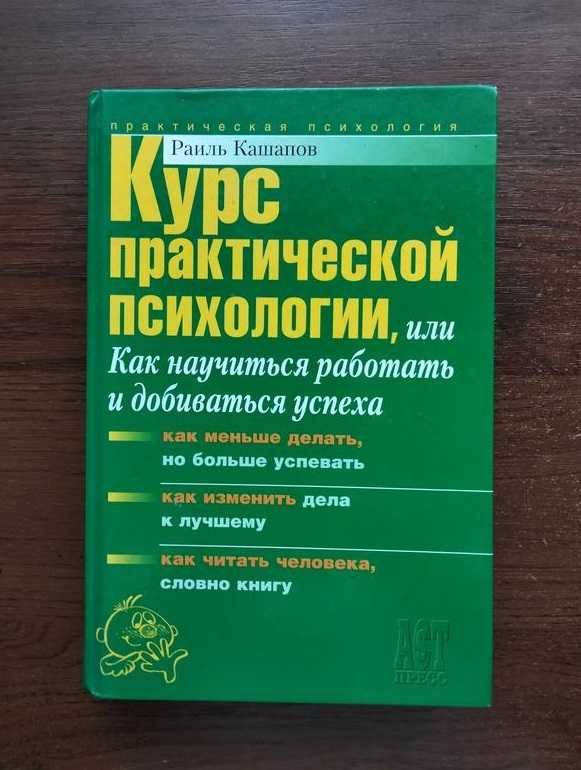 практическая психология
Раиль Кашапов
Курс
практической
психологии, или
Как научиться работать
и добиваться успеха
как меньше делать,
но больше успевать
как изменить дела
к лучшему
как читать человека,
словно книгу
АСТ
ПРЕСС